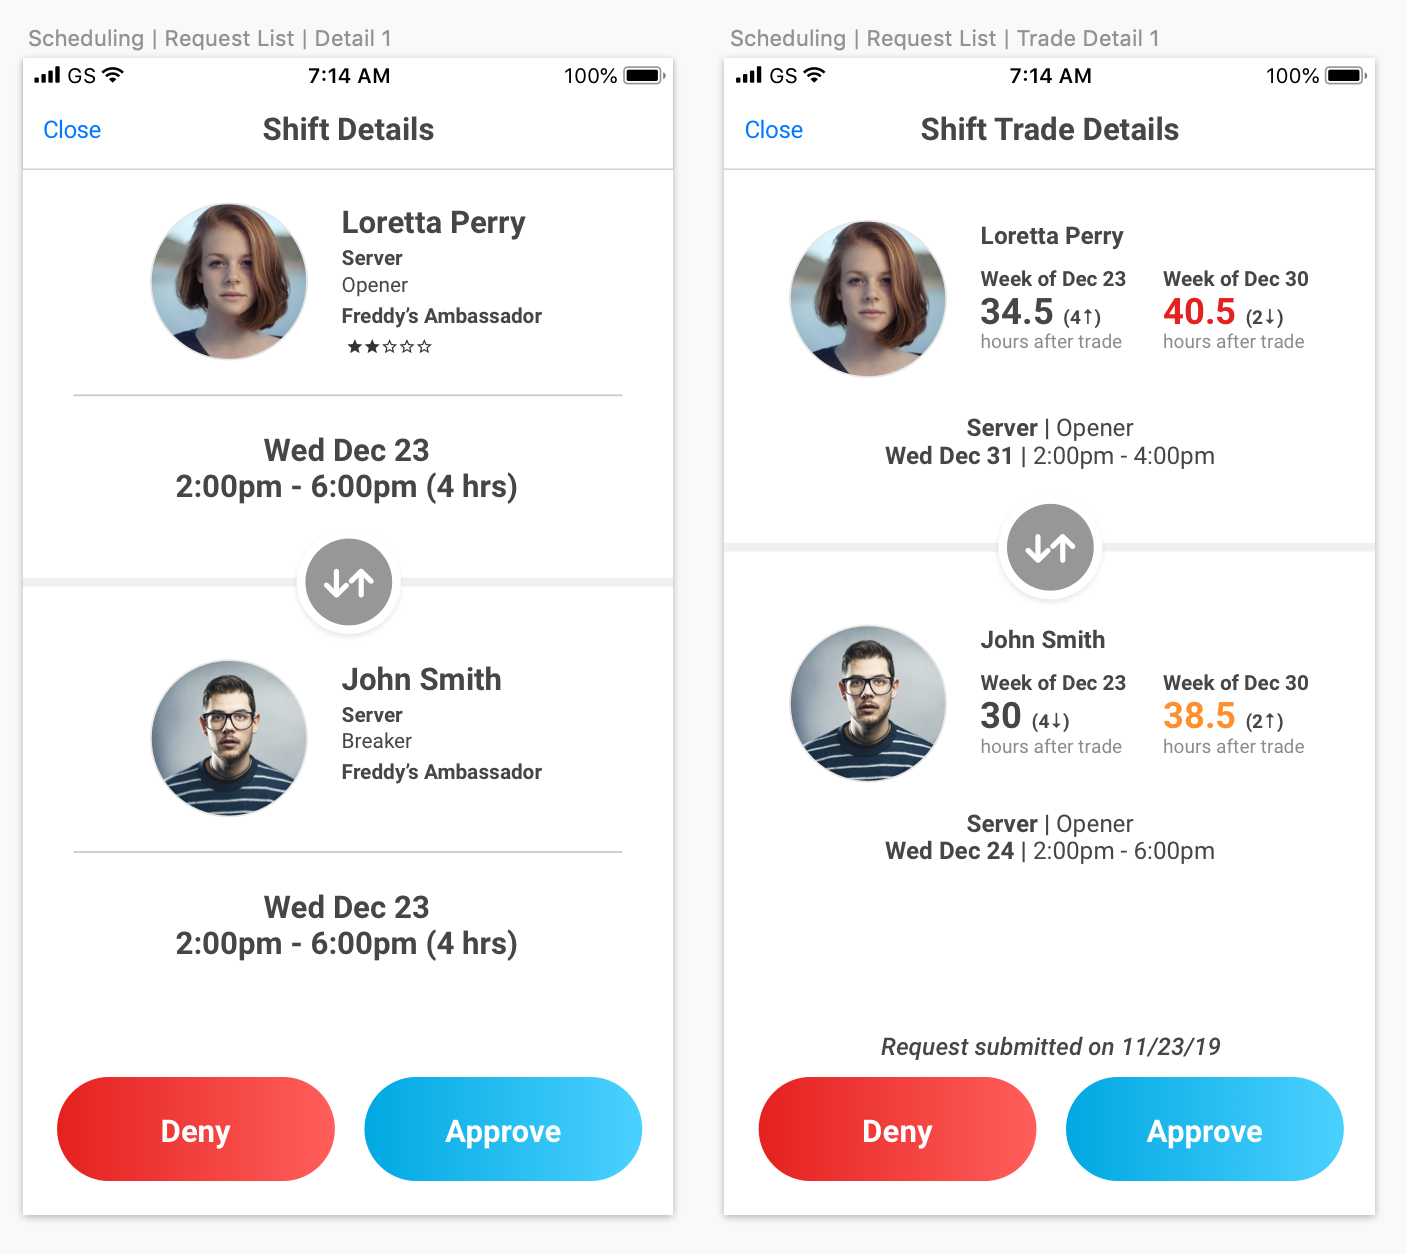 Scheduling | Request List | Detail 1
GS 7:14 AM 100%
Close Shift Details
Loretta Perry
Server
Opener
Freddy’s Ambassador
★★☆☆☆
Wed Dec 23
2:00pm - 6:00pm (4 hrs)
↓↑
John Smith
Server
Breaker
Freddy’s Ambassador
Wed Dec 23
2:00pm - 6:00pm (4 hrs)
Deny Approve
Scheduling | Request List | Trade Detail 1
GS 7:14 AM 100%
Close Shift Trade Details
Loretta Perry
Week of Dec 23 Week of Dec 30
34.5 (4↑) 40.5 (2↓)
hours after trade hours after trade
Server | Opener
Wed Dec 31 | 2:00pm - 4:00pm
↓↑
John Smith
Week of Dec 23 Week of Dec 30
30 (4↓) 38.5 (2↑)
hours after trade hours after trade
Server | Opener
Wed Dec 24 | 2:00pm - 6:00pm
Request submitted on 11/23/19
Deny Approve